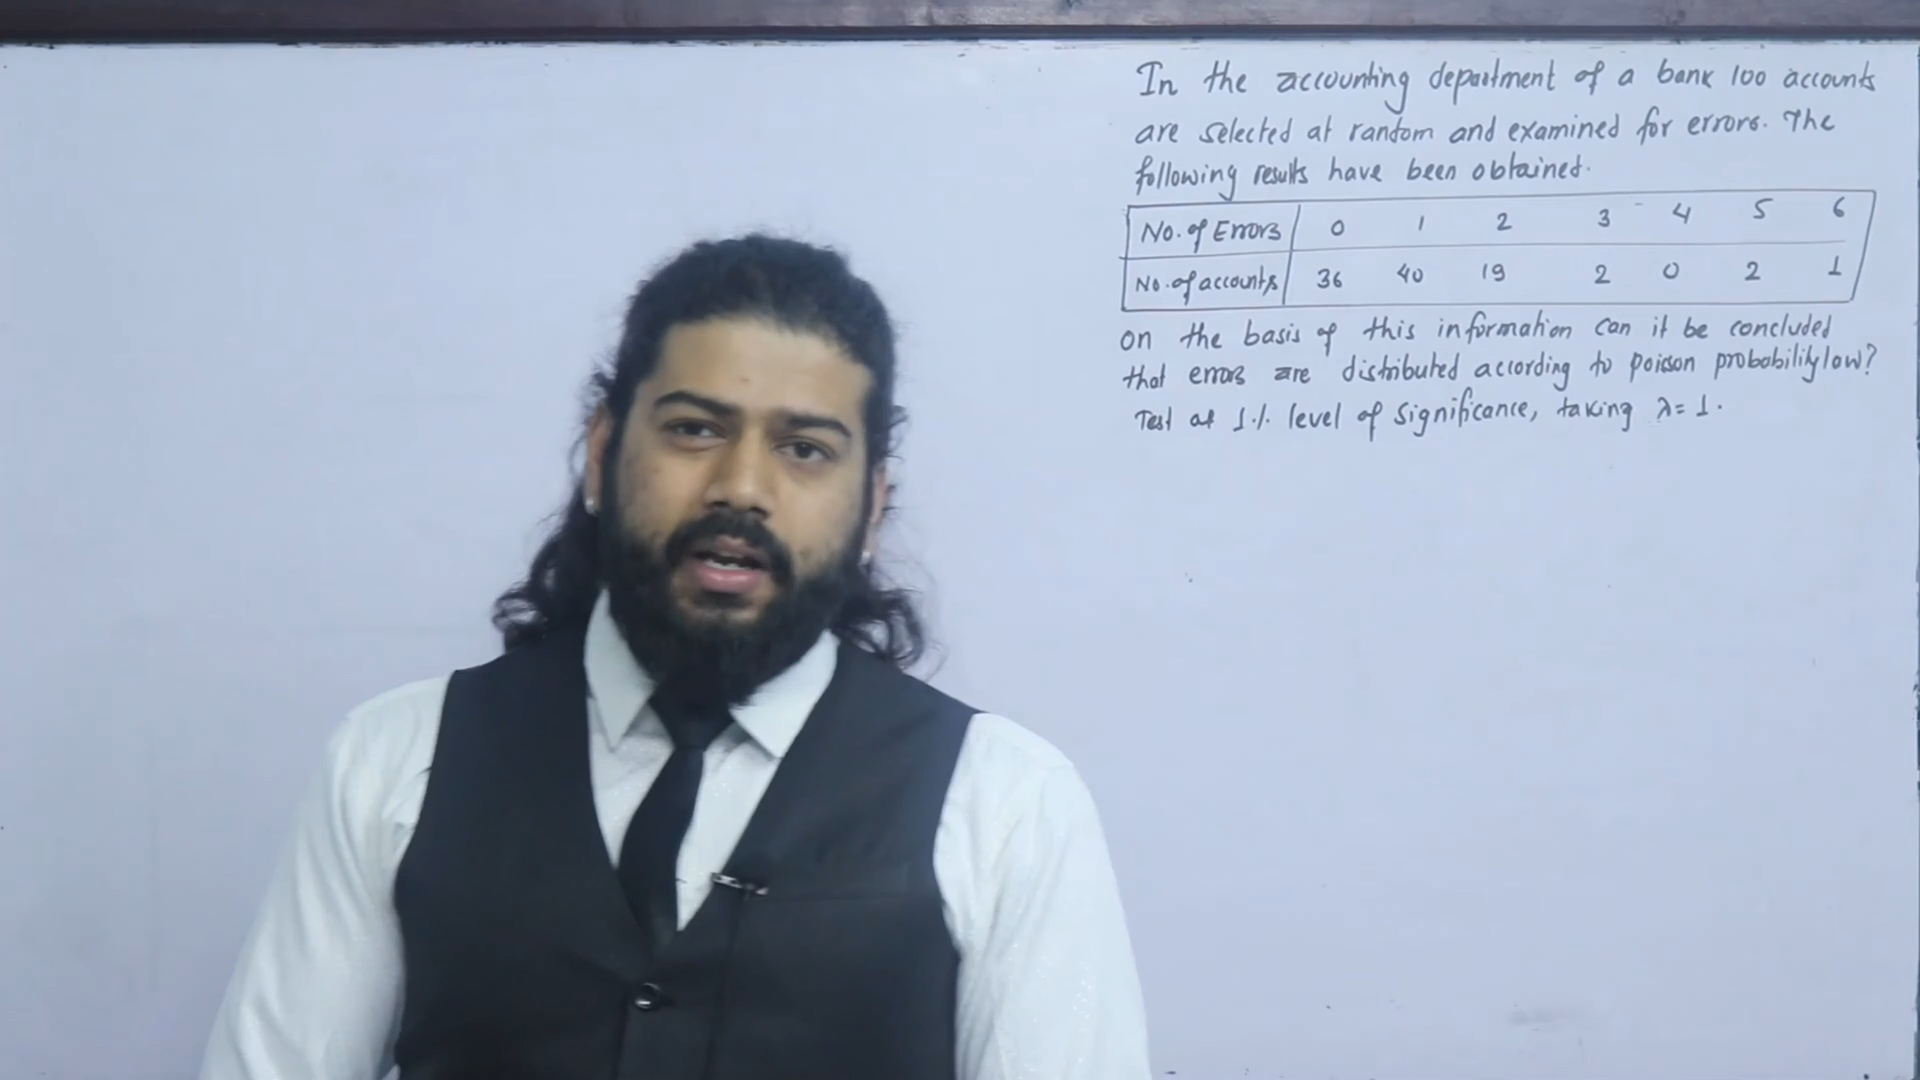 In the accounting department of a bank 100 accounts
are selected at random and examined for errors. The
following results have been obtained.
No. of Errors 0 1 2 3 4 5 6
No. of accounts 36 40 19 2 0 2 1
on the basis of this information can it be concluded
that errors are distributed according to poisson probability law?
Test at 1% level of significance, taking λ = 1.